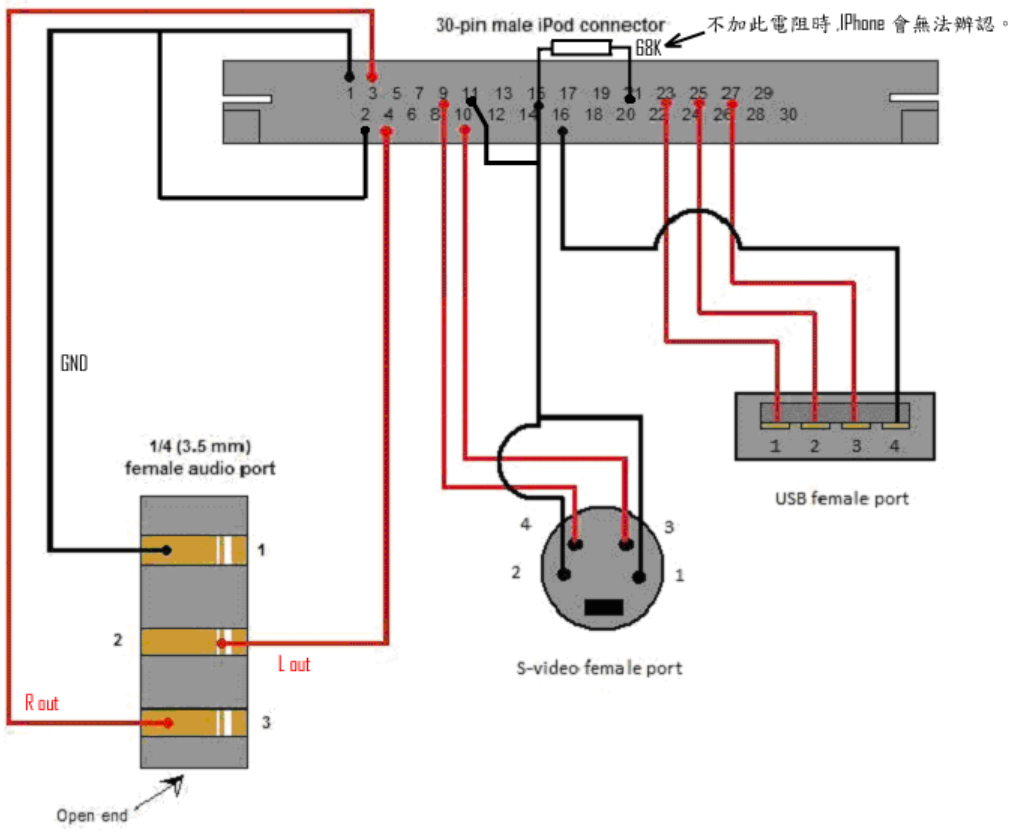 30-pin male iPod connector
不加此電阻時,IPhone 會無法辦認。
68K
1 3 5 7 9 11 13 15 17 19 21 23 25 27 29
2 4 6 8 10 12 14 16 18 20 22 24 26 28 30
GND
1/4 (3.5 mm)
female audio port
1 2 3 4
USB female port
4 3
2 1
S-video female port
1
2
L out
R out
3
Open end